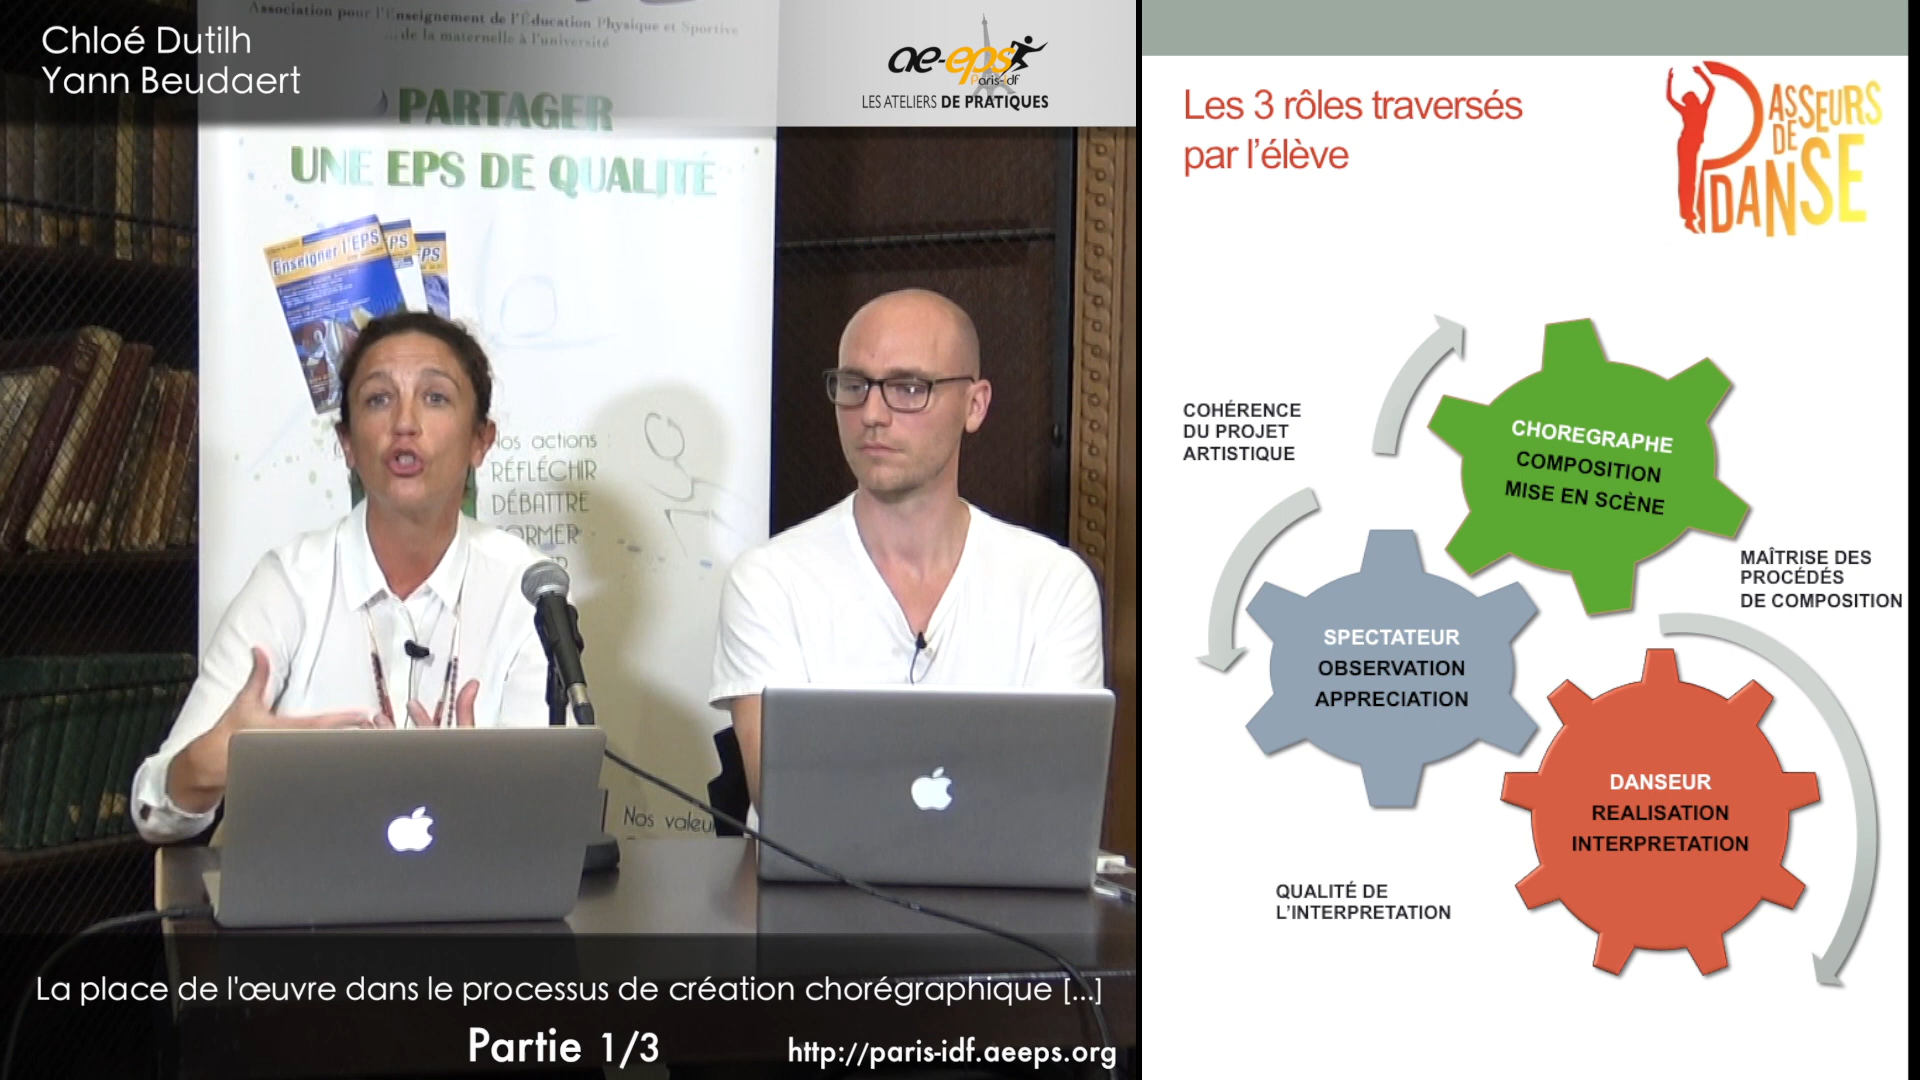 Chloé Dutilh
Yann Beudaert
Association pour l'Enseignement de l'Éducation Physique et Sportive
...de la maternelle à l'université
ae-eps
Paris-idf
LES ATELIERS DE PRATIQUES
PARTAGER
UNE EPS DE QUALITÉ
Enseigner l'EPS
EPS
EPS
Nos actions :
RÉFLÉCHIR
DÉBATTRE
FORMER
Nos valeu
La place de l'œuvre dans le processus de création chorégraphique [...]
Partie 1/3
http://paris-idf.aeeps.org
Les 3 rôles traversés
par l'élève
PASSEURS
DE
DANSE
COHÉRENCE
DU PROJET
ARTISTIQUE
CHOREGRAPHE
COMPOSITION
MISE EN SCÈNE
MAÎTRISE DES
PROCÉDÉS
DE COMPOSITION
SPECTATEUR
OBSERVATION
APPRECIATION
DANSEUR
REALISATION
INTERPRETATION
QUALITÉ DE
L'INTERPRETATION